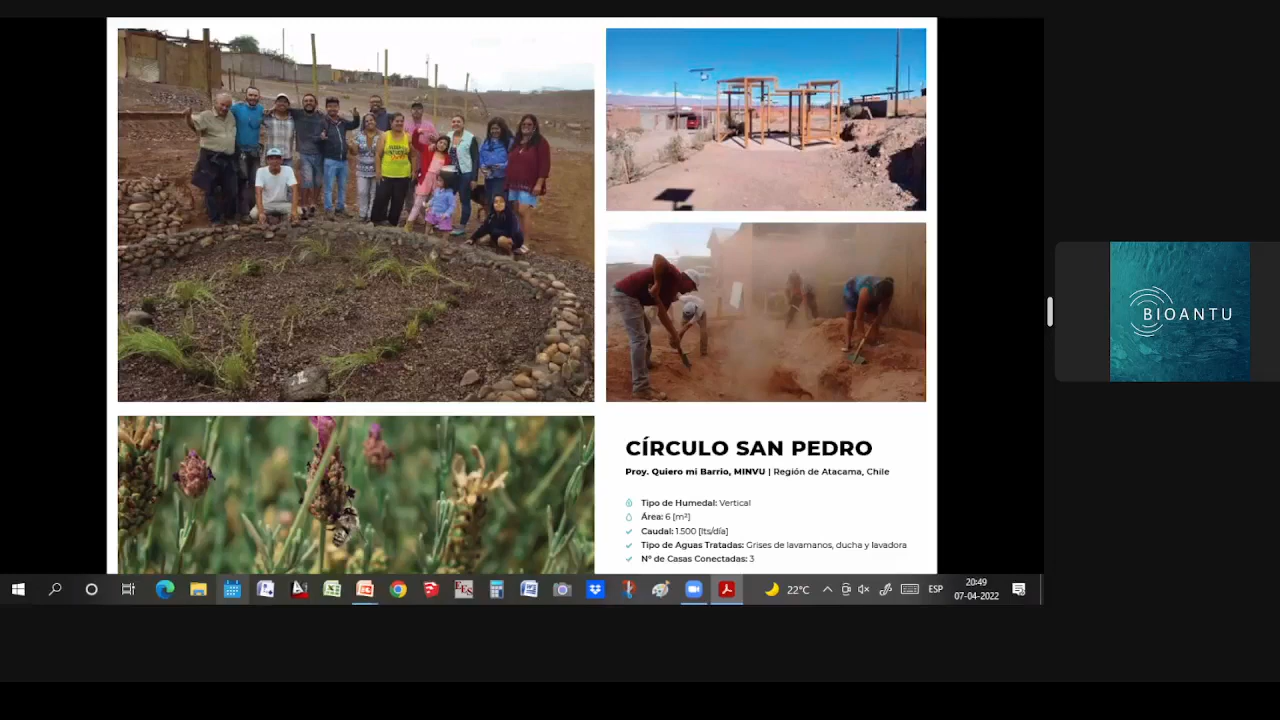 CÍRCULO SAN PEDRO
Proy. Quiero mi Barrio, MINVU | Región de Atacama, Chile
Tipo de Humedal: Vertical
Área: 6 [m²]
Caudal: 1.500 [lts/día]
Tipo de Aguas Tratadas: Grises de lavamanos, ducha y lavadora
N° de Casas Conectadas: 3
BIOANTU
22°C
ESP
20:49
07-04-2022